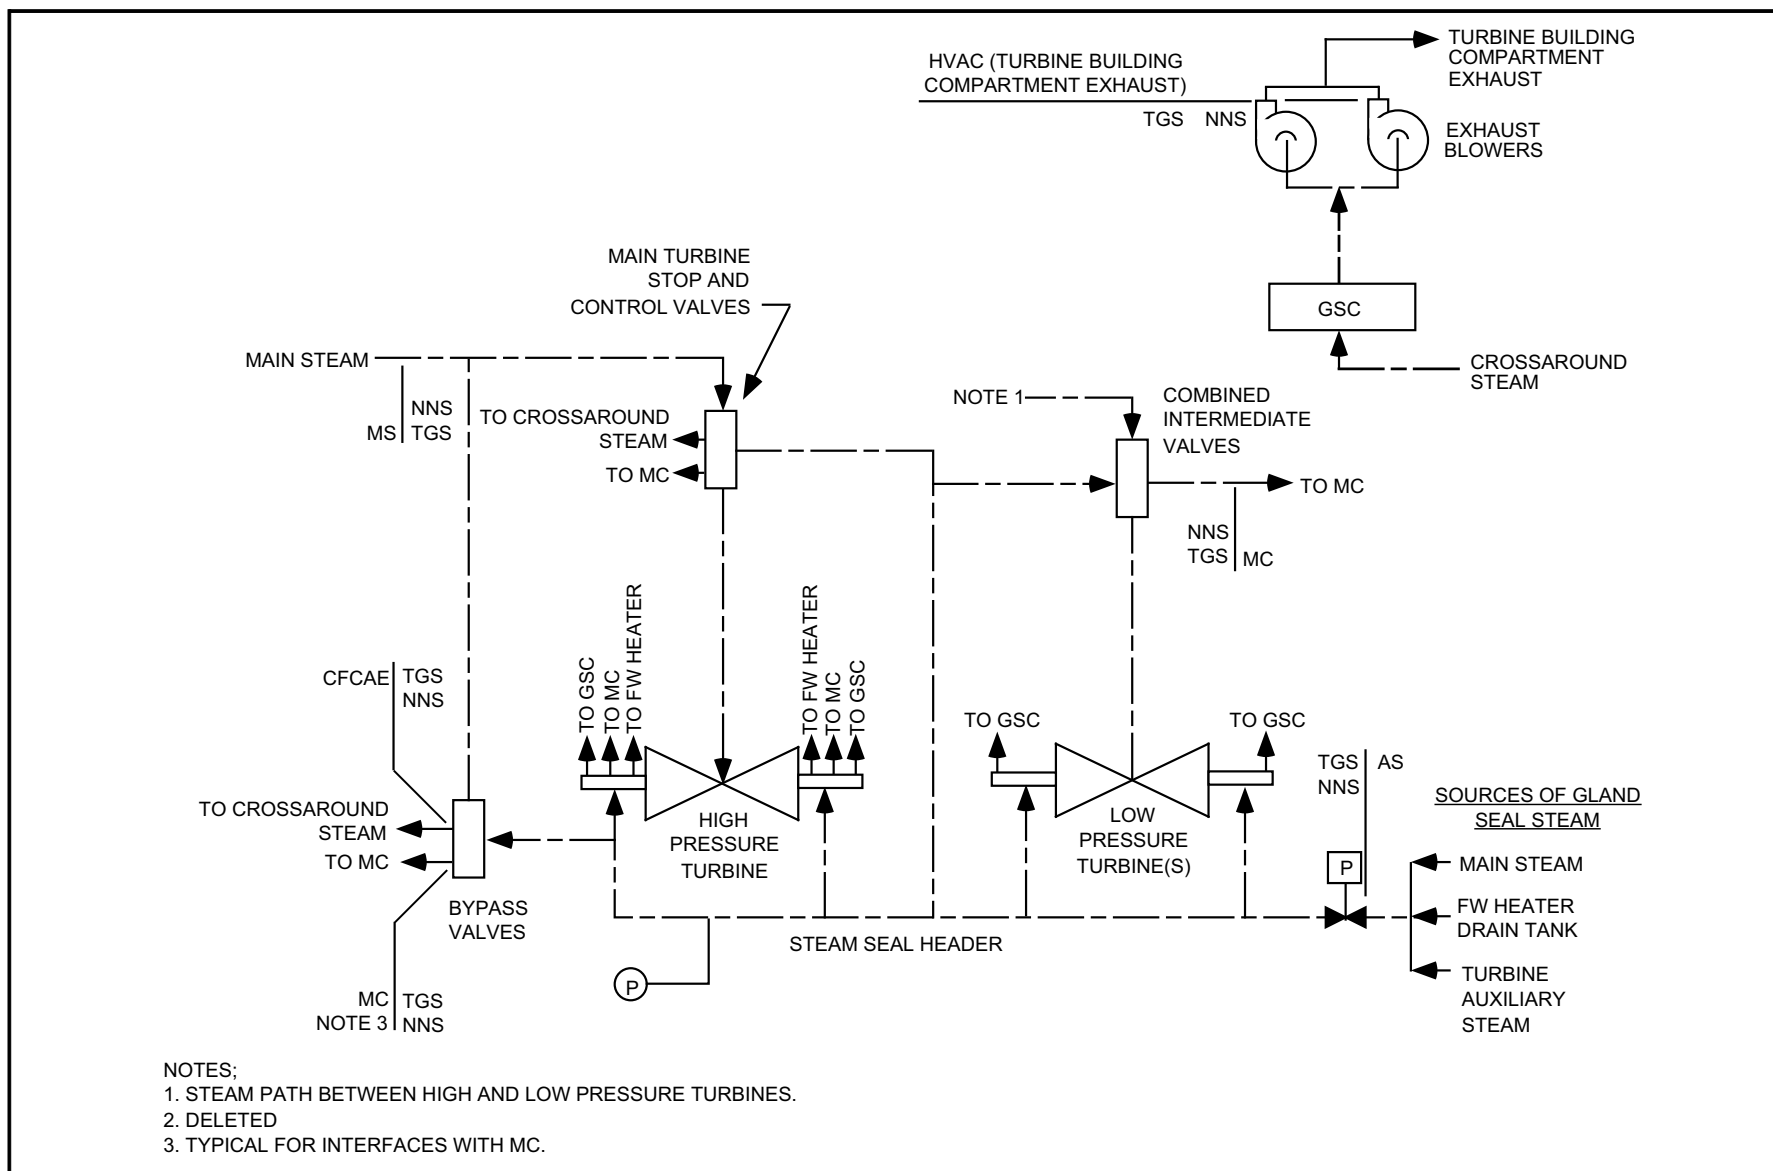 TURBINE BUILDING
COMPARTMENT
EXHAUST
HVAC (TURBINE BUILDING
COMPARTMENT EXHAUST)
TGS NNS
EXHAUST
BLOWERS
MAIN TURBINE
STOP AND
CONTROL VALVES
GSC
CROSSAROUND
STEAM
MAIN STEAM
NNS
MS TGS
TO CROSSAROUND
STEAM
TO MC
NOTE 1
COMBINED
INTERMEDIATE
VALVES
TO MC
NNS
TGS MC
CFCAE TGS
NNS
TO GSC
TO MC
TO FW HEATER
TO FW HEATER
TO MC
TO GSC
TO GSC
TO GSC
TGS AS
NNS
SOURCES OF GLAND
SEAL STEAM
TO CROSSAROUND
STEAM
TO MC
HIGH
PRESSURE
TURBINE
LOW
PRESSURE
TURBINE(S)
P
MAIN STEAM
FW HEATER
DRAIN TANK
TURBINE
AUXILIARY
STEAM
BYPASS
VALVES
STEAM SEAL HEADER
P
MC TGS
NOTE 3 NNS
NOTES;
1. STEAM PATH BETWEEN HIGH AND LOW PRESSURE TURBINES.
2. DELETED
3. TYPICAL FOR INTERFACES WITH MC.